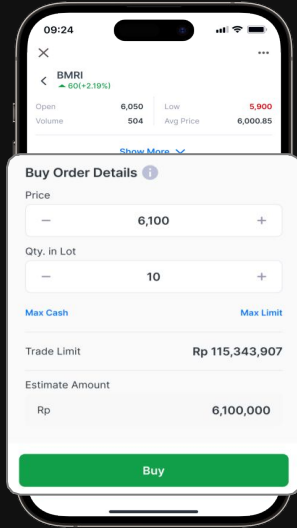 09:24
BMRI
60(+2.19%)
Open 6,050 Low 5,900
Volume 504 Avg Price 6,000.85
Show More
Buy Order Details
Price
− 6,100 +
Qty. in Lot
− 10 +
Max Cash Max Limit
Trade Limit Rp 115,343,907
Estimate Amount
Rp 6,100,000
Buy